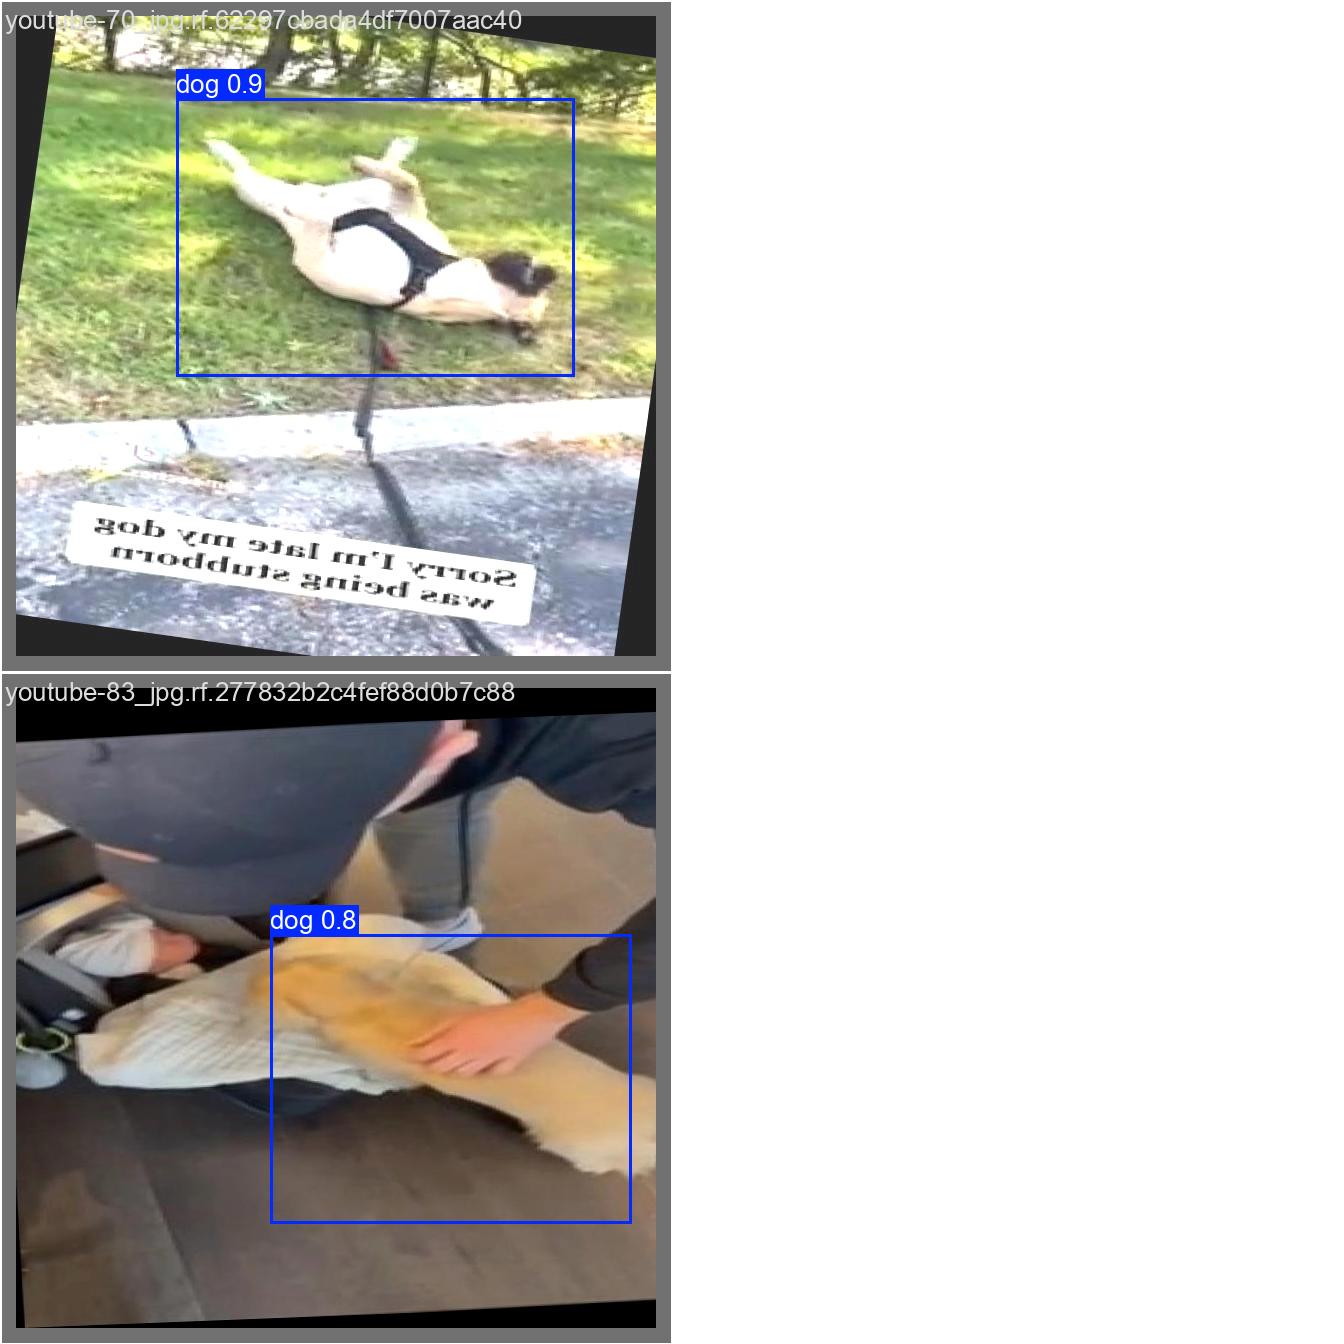 youtube-70_jpg.rf.62297cbada4df7007aac40
dog 0.9
Sorry I'm late my dog
was being stubborn
youtube-83_jpg.rf.277832b2c4fef88d0b7c88
dog 0.8